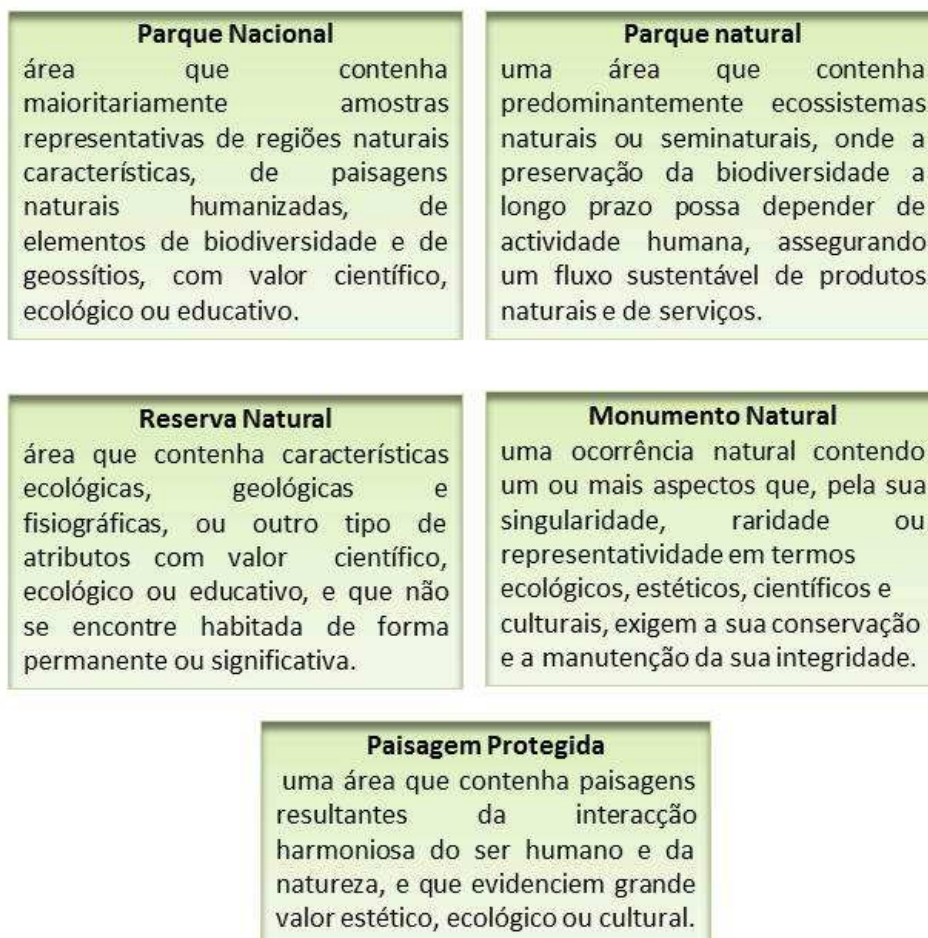 Parque Nacional
área que contenha
maioritariamente amostras
representativas de regiões naturais
características, de paisagens
naturais humanizadas, de
elementos de biodiversidade e de
geossítios, com valor científico,
ecológico ou educativo.
Parque natural
uma área que contenha
predominantemente ecossistemas
naturais ou seminaturais, onde a
preservação da biodiversidade a
longo prazo possa depender de
actividade humana, assegurando
um fluxo sustentável de produtos
naturais e de serviços.
Reserva Natural
área que contenha características
ecológicas, geológicas e
fisiográficas, ou outro tipo de
atributos com valor científico,
ecológico ou educativo, e que não
se encontre habitada de forma
permanente ou significativa.
Monumento Natural
uma ocorrência natural contendo
um ou mais aspectos que, pela sua
singularidade, raridade ou
representatividade em termos
ecológicos, estéticos, científicos e
culturais, exigem a sua conservação
e a manutenção da sua integridade.
Paisagem Protegida
uma área que contenha paisagens
resultantes da interacção
harmoniosa do ser humano e da
natureza, e que evidenciem grande
valor estético, ecológico ou cultural.